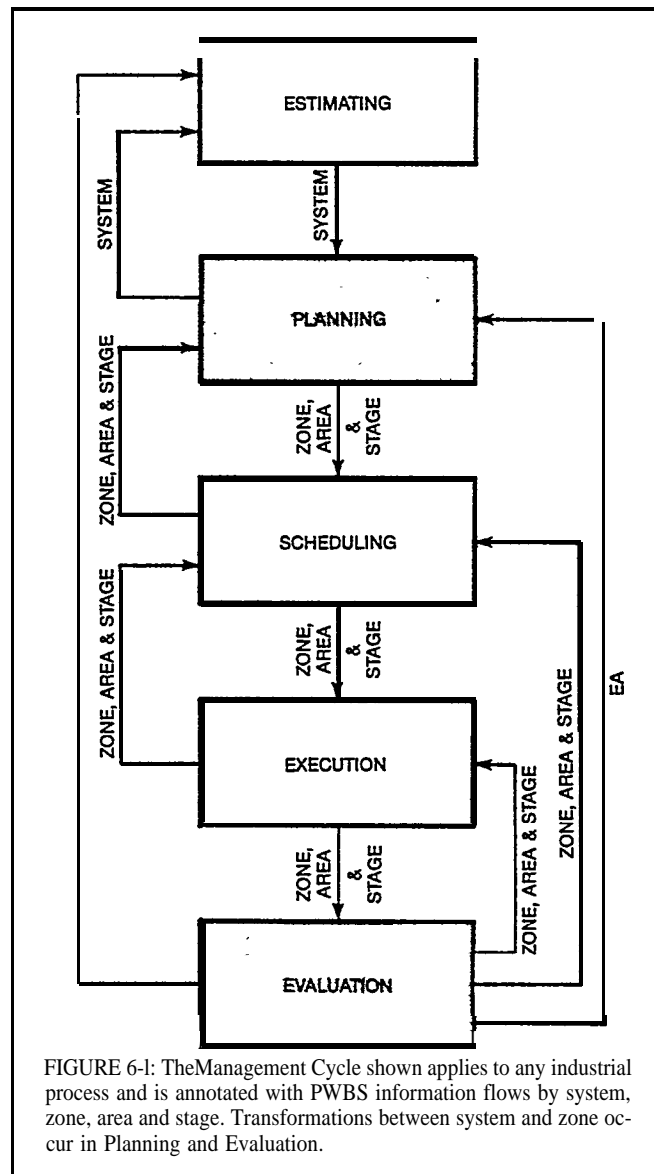 ESTIMATING
SYSTEM
SYSTEM
PLANNING
ZONE, AREA & STAGE
ZONE,
AREA
&
STAGE
SCHEDULING
ZONE, AREA & STAGE
ZONE,
AREA
&
STAGE
EXECUTION
ZONE, AREA & STAGE
ZONE, AREA & STAGE
EA
ZONE,
AREA
&
STAGE
EVALUATION
FIGURE 6-l: TheManagement Cycle shown applies to any industrial
process and is annotated with PWBS information flows by system,
zone, area and stage. Transformations between system and zone oc-
cur in Planning and Evaluation.